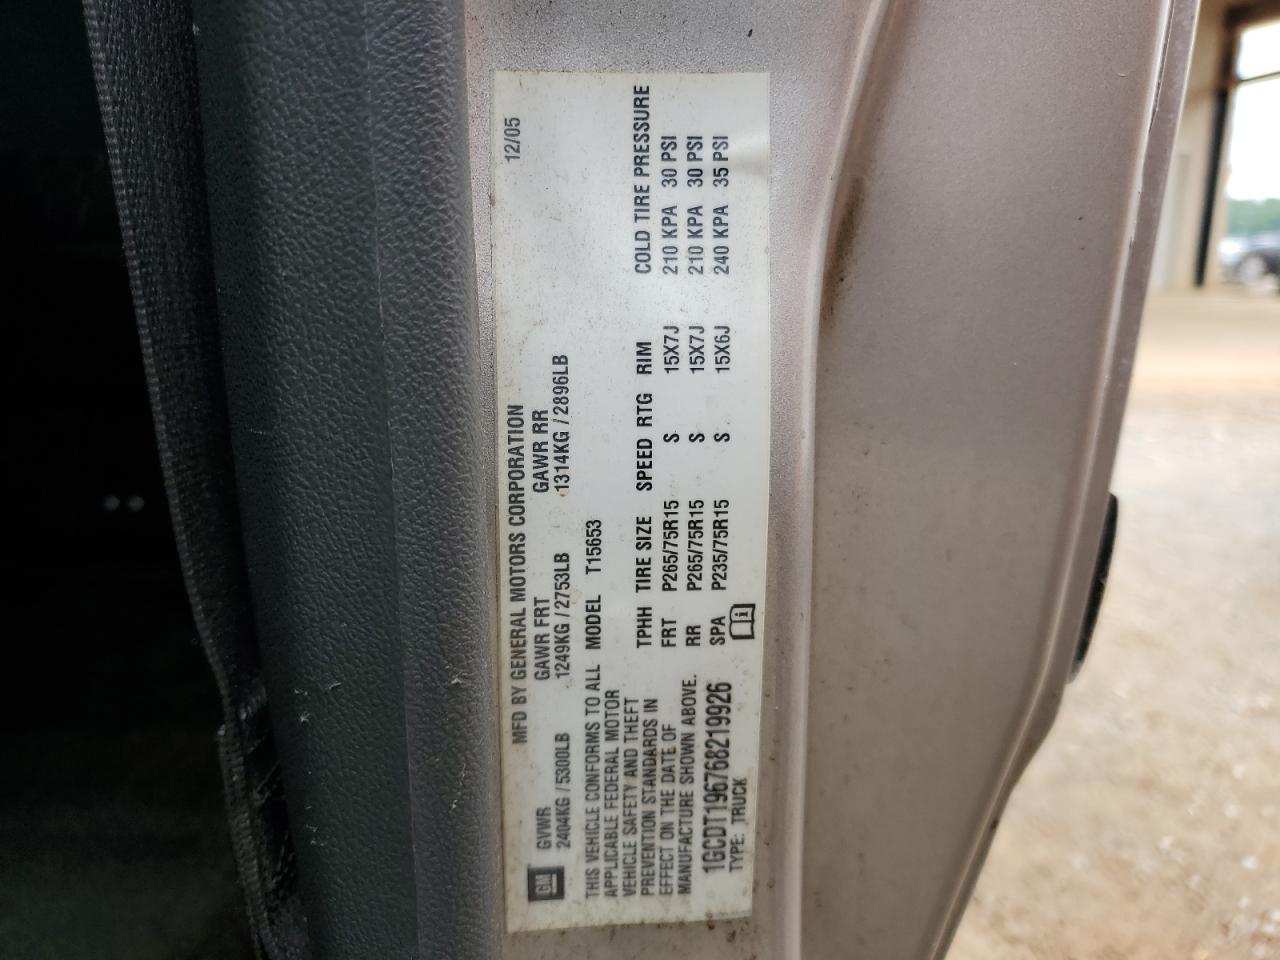 GM MFD BY GENERAL MOTORS CORPORATION 12/05
GVWR GAWR FRT GAWR RR
2404KG / 5300LB 1249KG / 2753LB 1314KG / 2896LB
THIS VEHICLE CONFORMS TO ALL
APPLICABLE FEDERAL MOTOR
VEHICLE SAFETY AND THEFT
PREVENTION STANDARDS IN
EFFECT ON THE DATE OF
MANUFACTURE SHOWN ABOVE.
1GCDT196768219926
TYPE: TRUCK
MODEL T15653
TPHH TIRE SIZE SPEED RTG RIM COLD TIRE PRESSURE
FRT P265/75R15 S 15X7J 210 KPA 30 PSI
RR P265/75R15 S 15X7J 210 KPA 30 PSI
SPA P235/75R15 S 15X6J 240 KPA 35 PSI